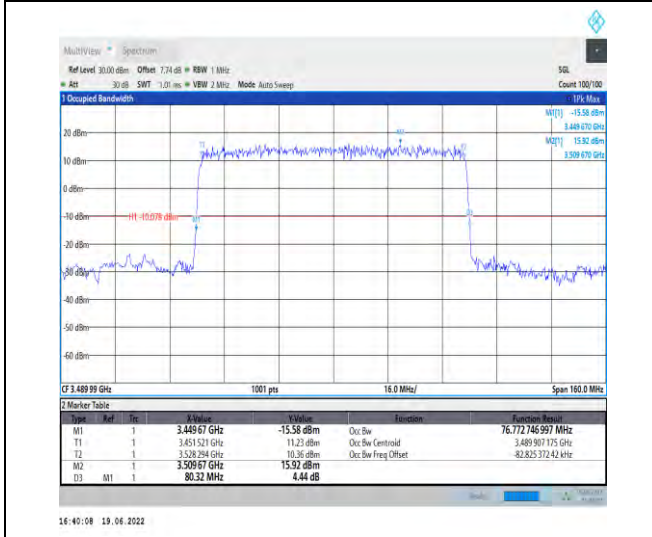 MultiView Spectrum
Ref Level 30.00 dBm Offset 7.74 dB RBW 1 MHz SGL
Att 30 dB SWT 1.01 ms VBW 2 MHz Mode Auto Sweep Count 100/100
1 Occupied Bandwidth 1Pk Max
M1[1] -15.58 dBm
3.449 670 GHz
M2[1] 15.92 dBm
3.509 670 GHz
20 dBm
10 dBm
0 dBm
-10 dBm
H1 -10.078 dBm
-20 dBm
-30 dBm
-40 dBm
-50 dBm
-60 dBm
CF 3.489 99 GHz 1001 pts 16.0 MHz/ Span 160.0 MHz
2 Marker Table
Type Ref Trc X-Value Y-Value Function Function Result
M1 1 3.449 67 GHz -15.58 dBm Occ Bw 76.772 746 997 MHz
T1 1 3.451 521 GHz 11.23 dBm Occ Bw Centroid 3.489 907 175 GHz
T2 1 3.528 294 GHz 10.36 dBm Occ Bw Freq Offset -82.825 372 42 kHz
M2 1 3.509 67 GHz 15.92 dBm
D3 M1 1 80.32 MHz 4.44 dB
16:40:08 19.06.2022